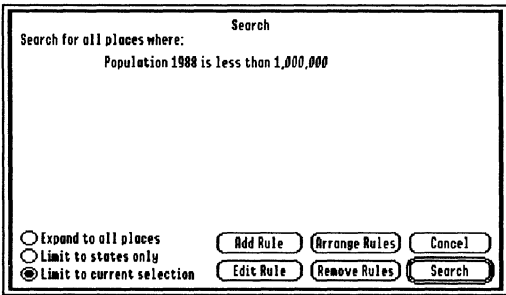 Search
Search for all places where:
Population 1988 is less than 1,000,000
Expand to all places
Limit to states only
Limit to current selection
Add Rule
Arrange Rules
Cancel
Edit Rule
Remove Rules
Search